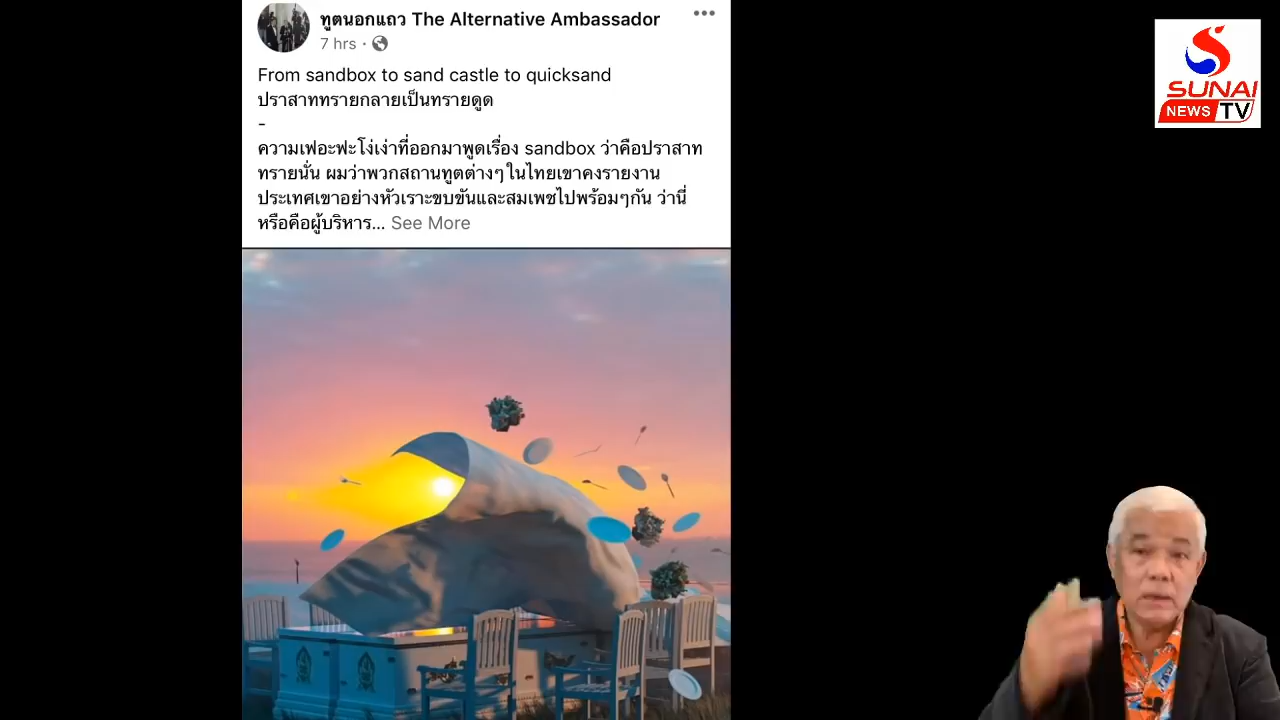 ทูตนอกแถว The Alternative Ambassador
7 hrs ·
From sandbox to sand castle to quicksand
ปราสาททรายกลายเป็นทรายดูด
-
ความเฟอะฟะโง่เง่าที่ออกมาพูดเรื่อง sandbox ว่าคือปราสาท
ทรายนั่น ผมว่าพวกสถานทูตต่างๆในไทยเขาคงรายงาน
ประเทศเขาอย่างหัวเราะขบขันและสมเพชไปพร้อมๆกัน ว่านี่
หรือคือผู้บริหาร... See More
SUNAI
NEWS TV